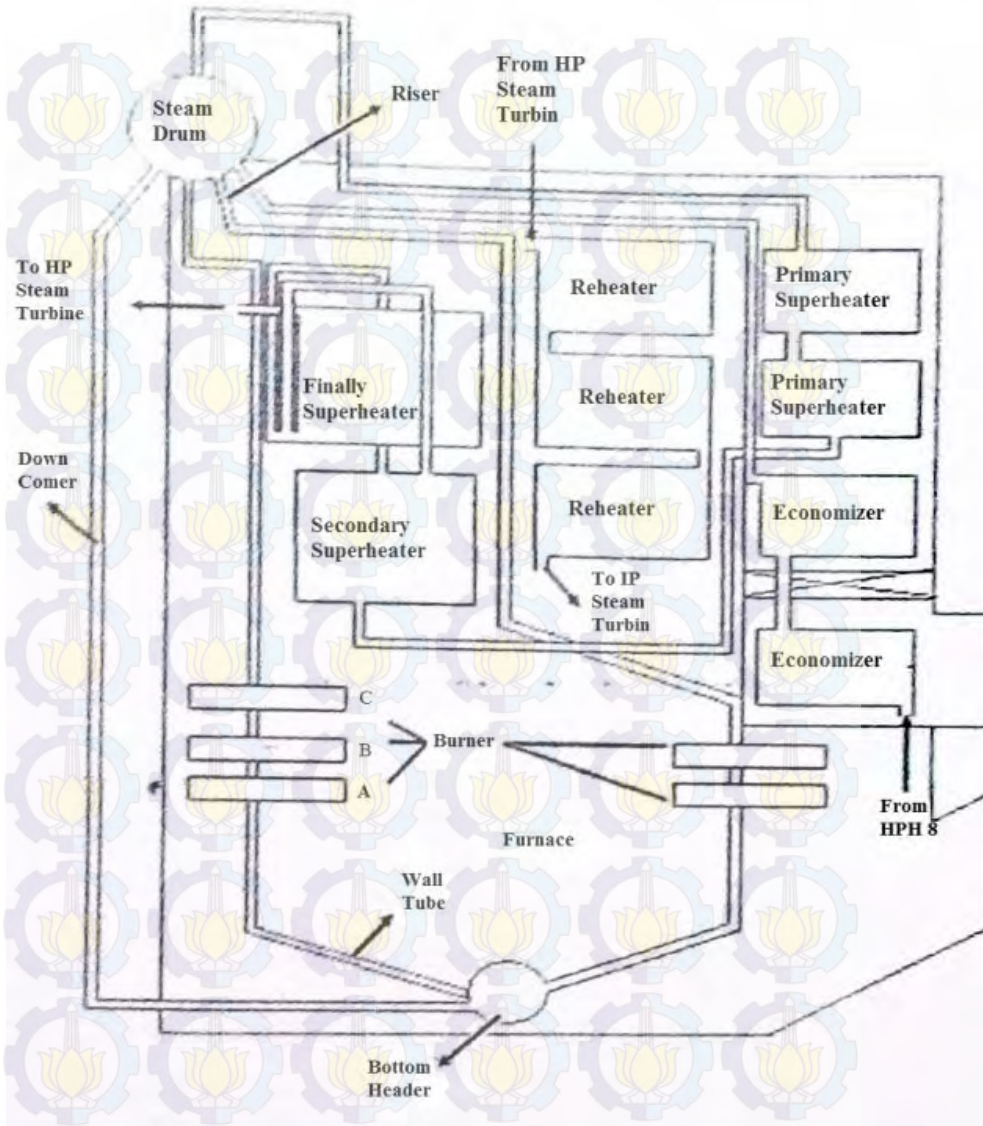 Steam
Drum
Riser
From HP
Steam
Turbin
To HP
Steam
Turbine
Reheater
Primary
Superheater
Finally
Superheater
Reheater
Primary
Superheater
Down
Comer
Secondary
Superheater
Reheater
Economizer
To IP
Steam
Turbin
Economizer
C
B
Burner
A
From
HPH 8
Furnace
Wall
Tube
Bottom
Header